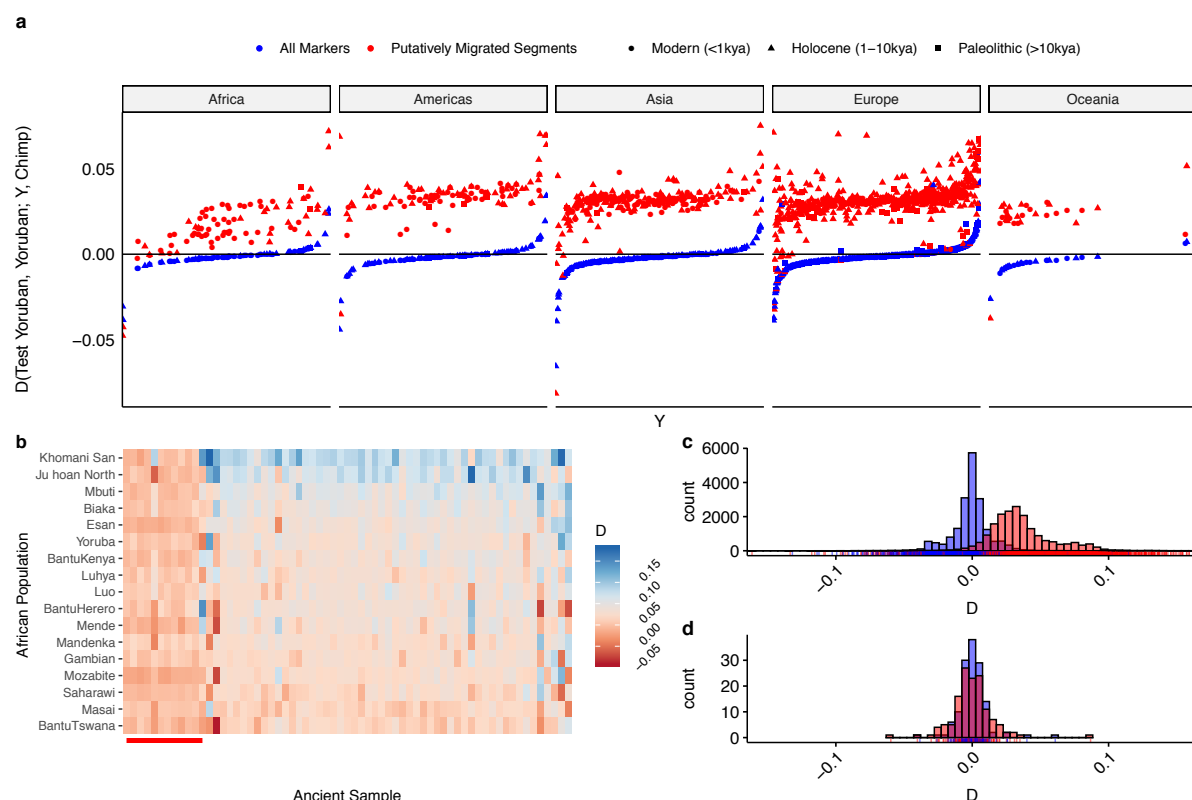 a
All Markers Putatively Migrated Segments Modern (<1kya) Holocene (1−10kya) Paleolithic (>10kya)
Africa Americas Asia Europe Oceania
D(Test Yoruban, Yoruban; Y, Chimp)
0.05
0.00
−0.05
Y
b
African Population
Khomani San
Ju hoan North
Mbuti
Biaka
Esan
Yoruba
BantuKenya
Luhya
Luo
BantuHerero
Mende
Mandenka
Gambian
Mozabite
Saharawi
Masai
BantuTswana
Ancient Sample
D
0.15
0.10
0.05
0.00
−0.05
c
count
6000
4000
2000
0
−0.1 0.0 0.1
D
d
count
30
20
10
0
−0.1 0.0 0.1
D